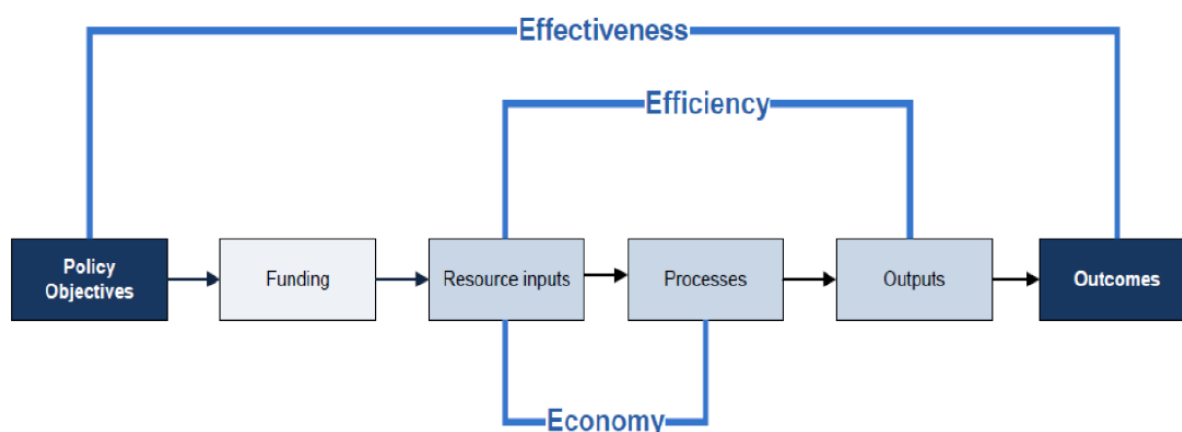 Effectiveness
Efficiency
Policy
Objectives
Funding
Resource inputs
Processes
Outputs
Outcomes
Economy